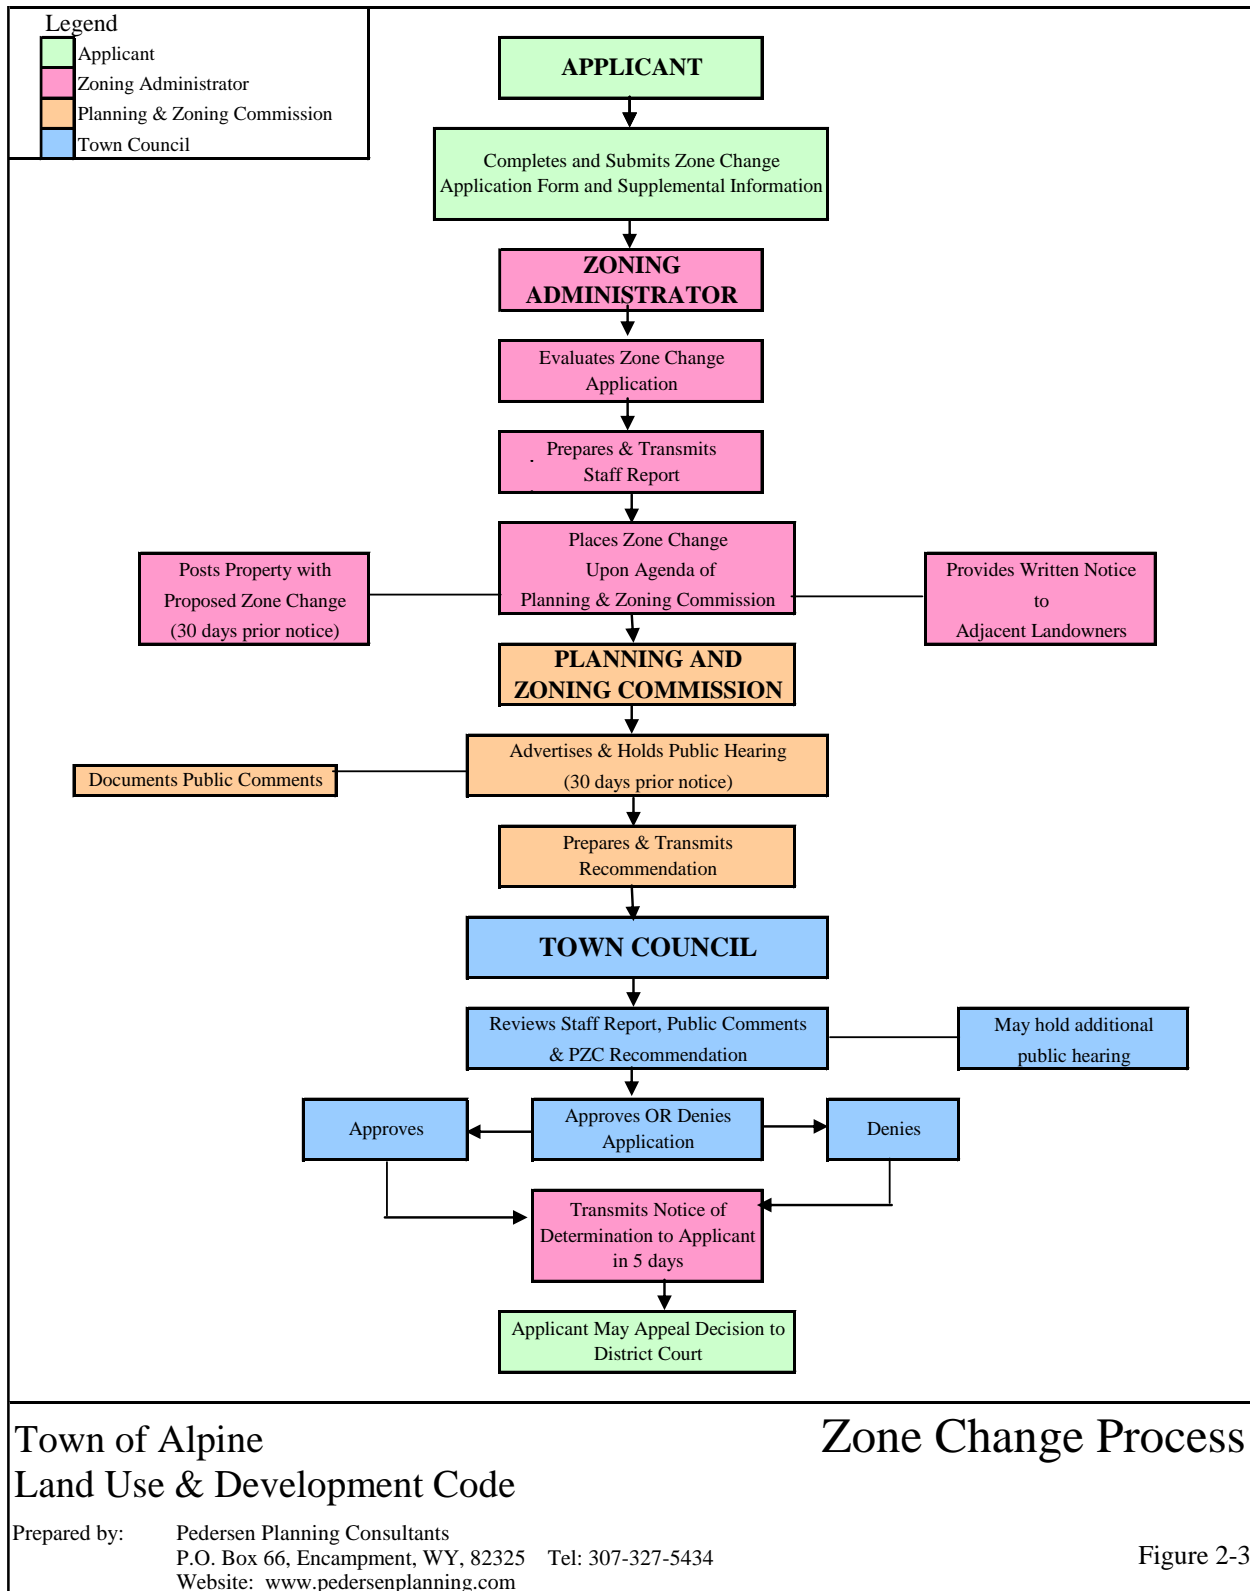 Legend
Applicant
Zoning Administrator
Planning & Zoning Commission
Town Council
APPLICANT
Completes and Submits Zone Change
Application Form and Supplemental Information
ZONING
ADMINISTRATOR
Evaluates Zone Change
Application
Prepares & Transmits
Staff Report
Places Zone Change
Upon Agenda of
Planning & Zoning Commission
Posts Property with
Proposed Zone Change
(30 days prior notice)
Provides Written Notice
to
Adjacent Landowners
PLANNING AND
ZONING COMMISSION
Advertises & Holds Public Hearing
(30 days prior notice)
Documents Public Comments
Prepares & Transmits
Recommendation
TOWN COUNCIL
Reviews Staff Report, Public Comments
& PZC Recommendation
May hold additional
public hearing
Approves
Approves OR Denies
Application
Denies
Transmits Notice of
Determination to Applicant
in 5 days
Applicant May Appeal Decision to
District Court
Town of Alpine
Land Use & Development Code
Zone Change Process
Prepared by: Pedersen Planning Consultants
P.O. Box 66, Encampment, WY, 82325 Tel: 307-327-5434
Website: www.pedersenplanning.com
Figure 2-3